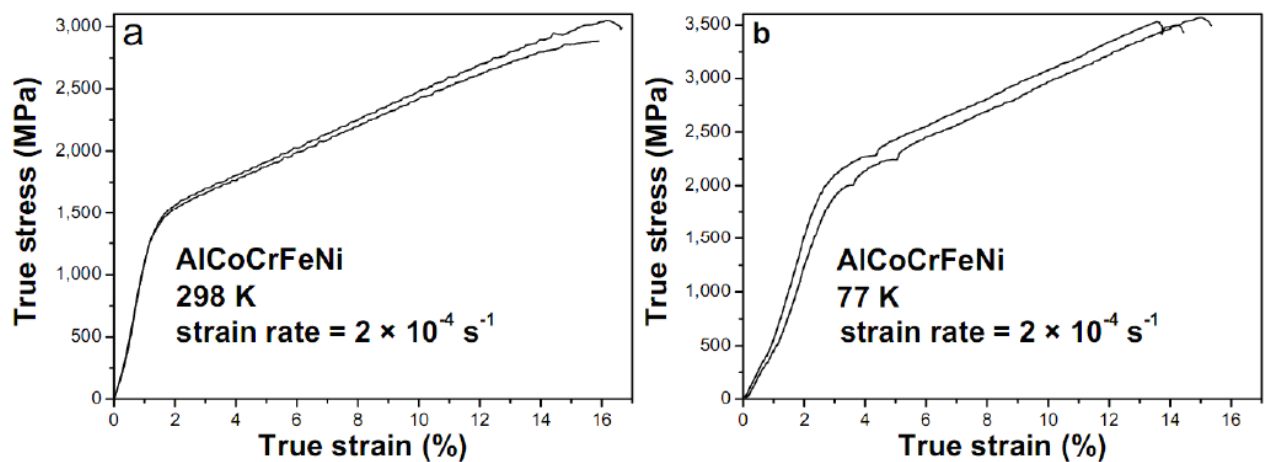 a
3,000
2,500
2,000
1,500
1,000
500
0
True stress (MPa)
AlCoCrFeNi
298 K
strain rate = 2 × 10⁻⁴ s⁻¹
0 2 4 6 8 10 12 14 16
True strain (%)
b
3,500
3,000
2,500
2,000
1,500
1,000
500
0
True stress (MPa)
AlCoCrFeNi
77 K
strain rate = 2 × 10⁻⁴ s⁻¹
0 2 4 6 8 10 12 14 16
True strain (%)